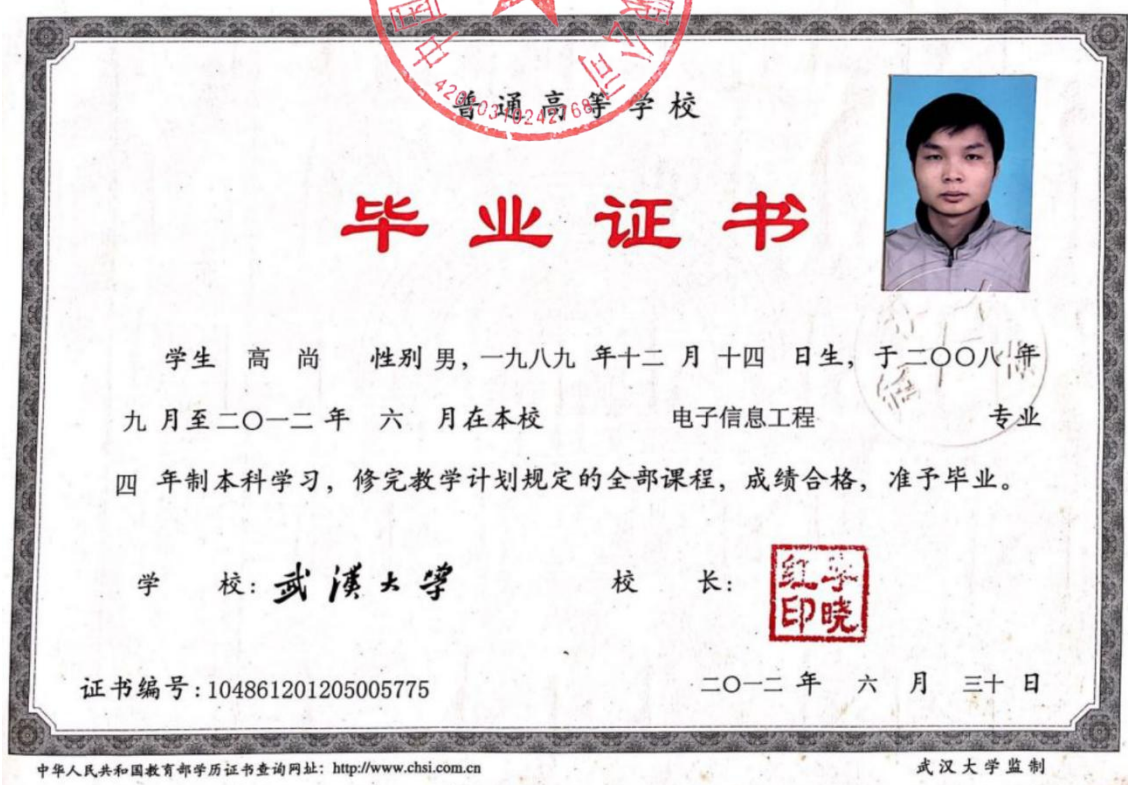 中国
限公司
普通高等学校
毕业证书
学生 高尚 性别 男，一九八九 年十二 月 十四 日生，于二〇〇八 年
九 月至二〇一二 年 六 月在本校 电子信息工程 专业
四 年制本科学习，修完教学计划规定的全部课程，成绩合格，准予毕业。
学 校：武漢大学 校 长：
李晓红印
证书编号：104861201205005775 二〇一二 年 六 月 三十 日
中华人民共和国教育部学历证书查询网址：http://www.chsi.com.cn 武汉大学监制